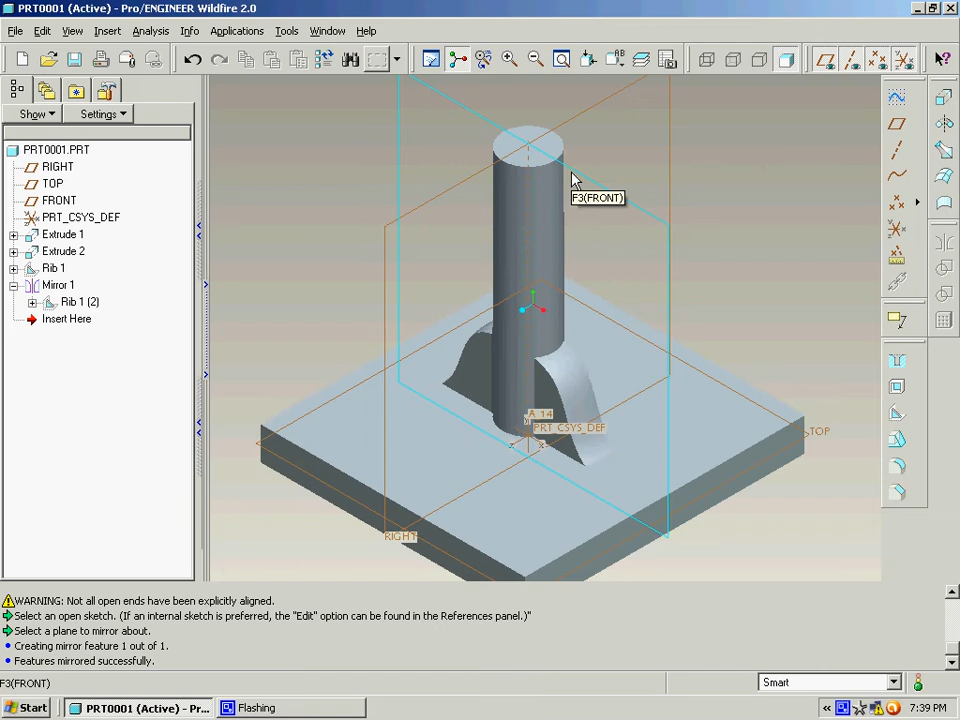 PRT0001 (Active) - Pro/ENGINEER Wildfire 2.0
File Edit View Insert Analysis Info Applications Tools Window Help
Show Settings
PRT0001.PRT
RIGHT
TOP
FRONT
PRT_CSYS_DEF
Extrude 1
Extrude 2
Rib 1
Mirror 1
Rib 1 (2)
Insert Here
F3(FRONT)
A_14
PRT_CSYS_DEF
TOP
RIGHT
WARNING: Not all open ends have been explicitly aligned.
Select an open sketch. (If an internal sketch is preferred, the "Edit" option can be found in the References panel.)"
Select a plane to mirror about.
Creating mirror feature 1 out of 1.
Features mirrored successfully.
F3(FRONT)
Smart
Start PRT0001 (Active) - Pr... Flashing « 7:39 PM